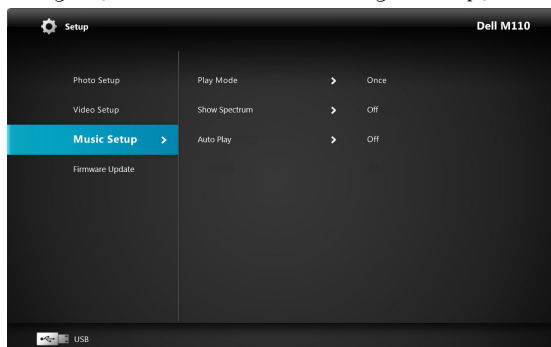 Setup
Dell M110
Photo Setup
Play Mode > Once
Video Setup
Show Spectrum > Off
Music Setup >
Auto Play > Off
Firmware Update
USB